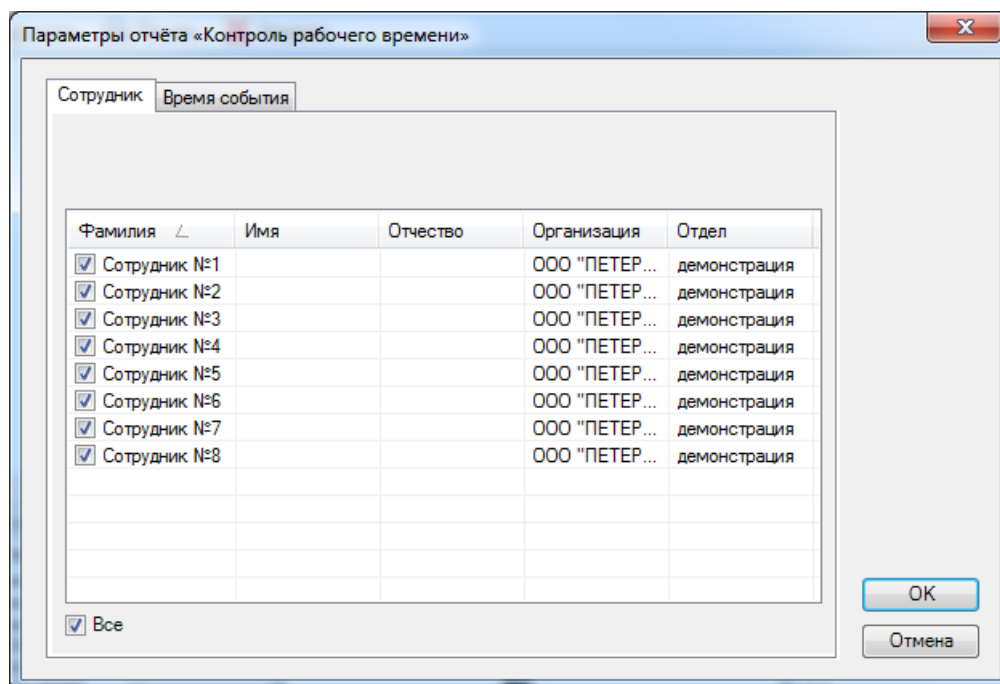 Параметры отчёта «Контроль рабочего времени»
Сотрудник Время события
Фамилия Имя Отчество Организация Отдел
Сотрудник №1 ООО "ПЕТЕР... демонстрация
Сотрудник №2 ООО "ПЕТЕР... демонстрация
Сотрудник №3 ООО "ПЕТЕР... демонстрация
Сотрудник №4 ООО "ПЕТЕР... демонстрация
Сотрудник №5 ООО "ПЕТЕР... демонстрация
Сотрудник №6 ООО "ПЕТЕР... демонстрация
Сотрудник №7 ООО "ПЕТЕР... демонстрация
Сотрудник №8 ООО "ПЕТЕР... демонстрация
Все
OK
Отмена